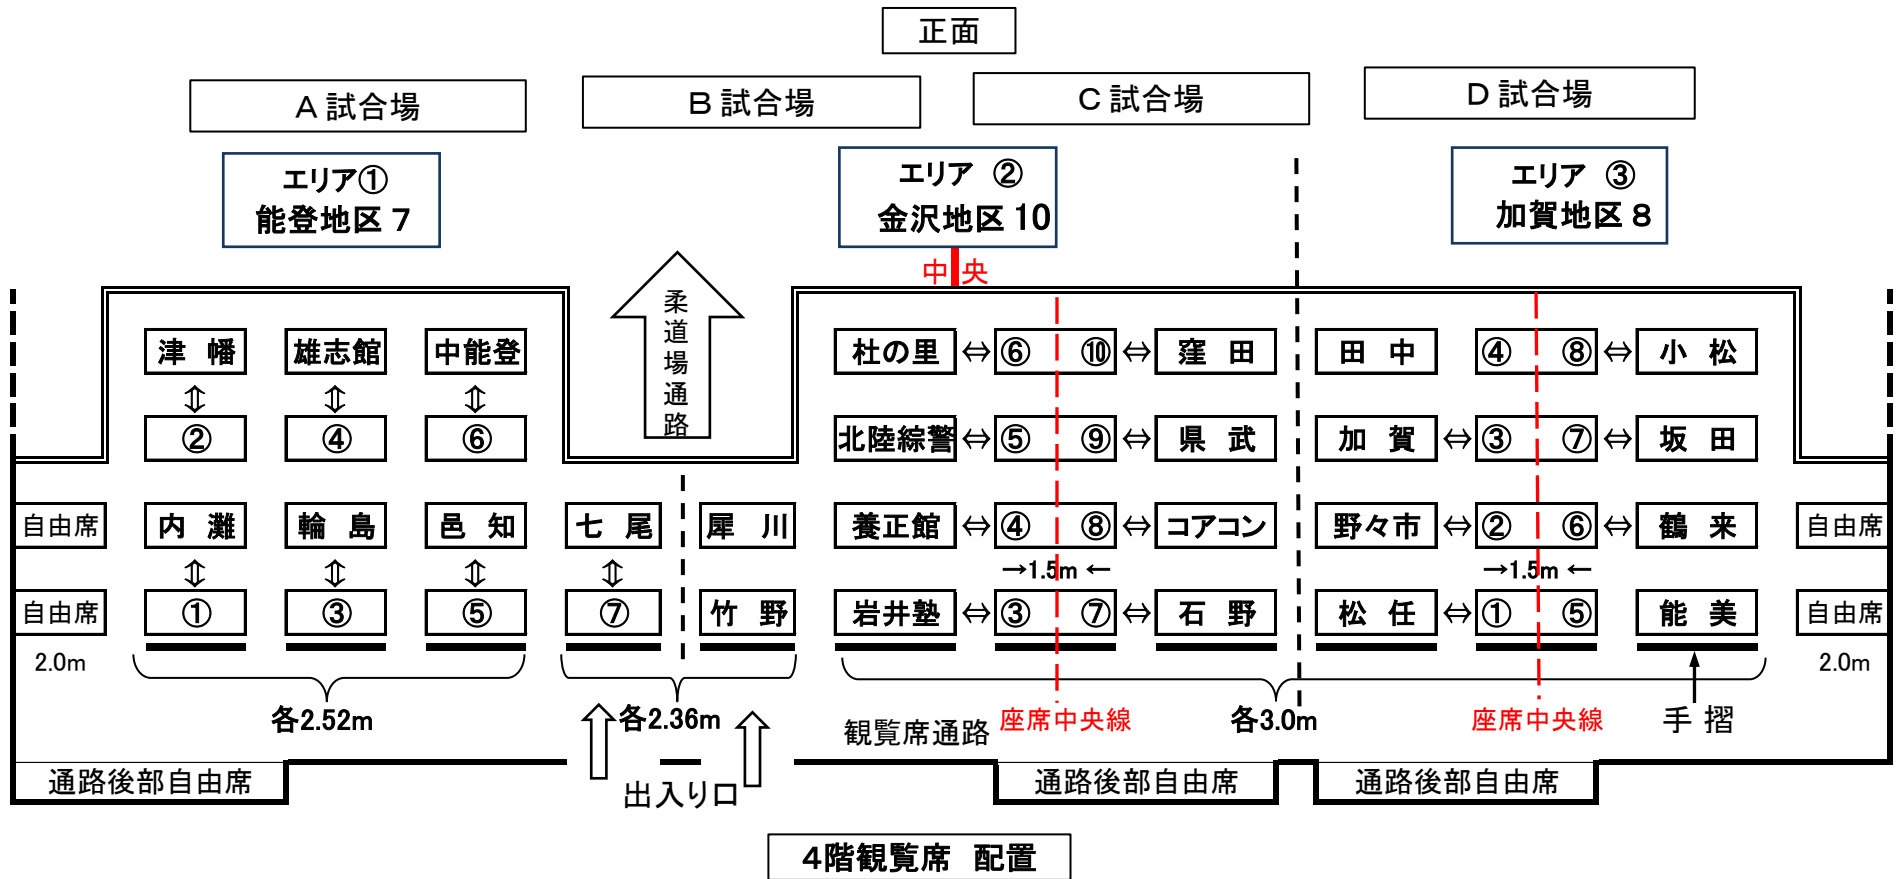 正面
A 試合場
B 試合場
C 試合場
D 試合場
エリア①
能登地区 7
エリア ②
金沢地区 10
エリア ③
加賀地区 8
中央
柔道場通路
津 幡
雄志館
中能登
杜の里 ⇔ ⑥ ⑩ ⇔ 窪 田
田 中
④ ⑧ ⇔ 小 松
⇕ ⇕ ⇕
② ④ ⑥
北陸綜警 ⇔ ⑤ ⑨ ⇔ 県 武
加 賀 ⇔ ③ ⑦ ⇔ 坂 田
自由席
内 灘
輪 島
邑 知
七 尾
犀 川
養正館 ⇔ ④ ⑧ ⇔ コアコン
野々市 ⇔ ② ⑥ ⇔ 鶴 来
自由席
⇕ ⇕ ⇕ ⇕
→1.5m ←
→1.5m ←
自由席
① ③ ⑤ ⑦
竹 野
岩井塾 ⇔ ③ ⑦ ⇔ 石 野
松 任 ⇔ ① ⑤
能 美
自由席
2.0m
2.0m
各2.52m
各2.36m
観覧席通路
座席中央線
各3.0m
座席中央線
手 摺
通路後部自由席
出入り口
通路後部自由席
通路後部自由席
4階観覧席 配置